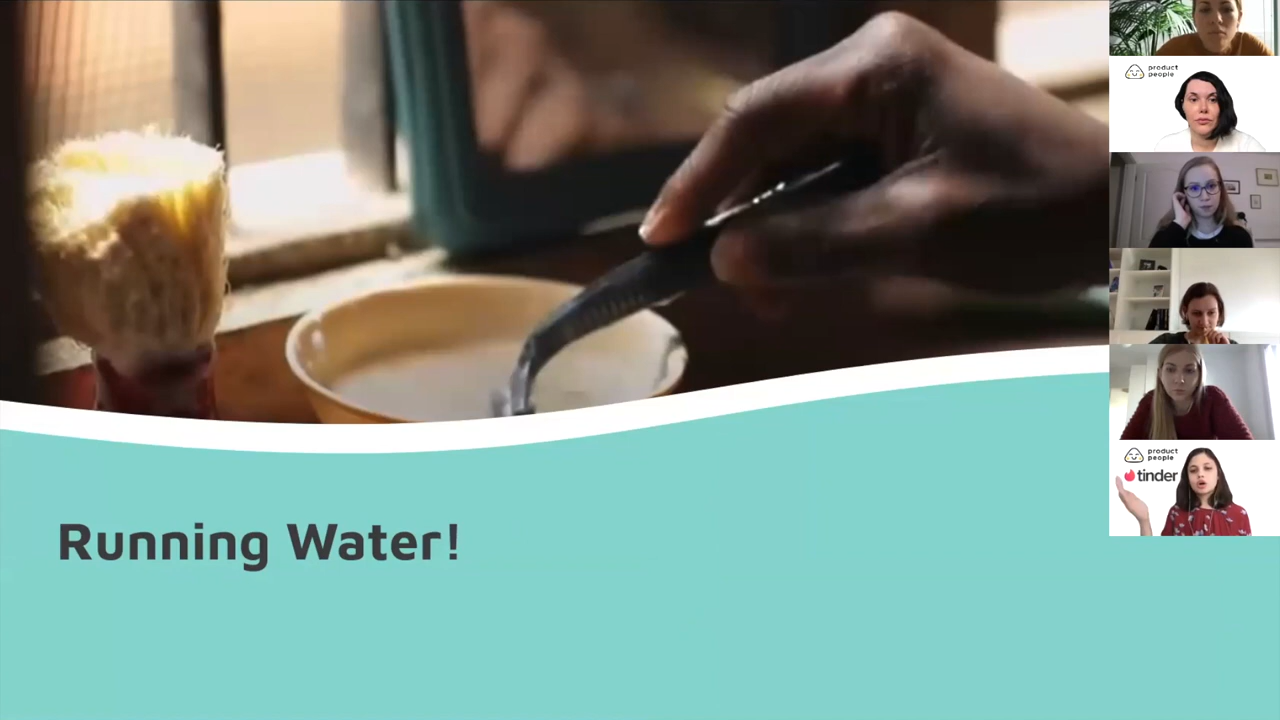 Running Water!
product
people
product
people
tinder